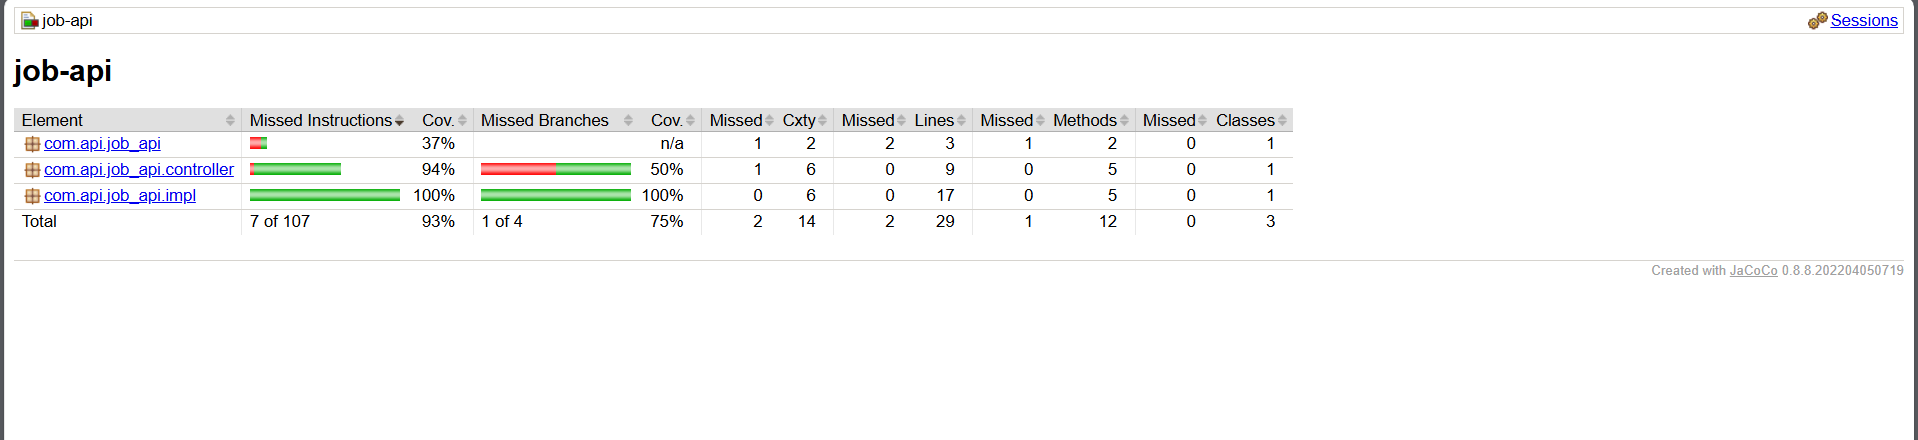 job-api Sessions
job-api
Element Missed Instructions Cov. Missed Branches Cov. Missed Cxty Missed Lines Missed Methods Missed Classes
com.api.job_api 37% n/a 1 2 2 3 1 2 0 1
com.api.job_api.controller 94% 50% 1 6 0 9 0 5 0 1
com.api.job_api.impl 100% 100% 0 6 0 17 0 5 0 1
Total 7 of 107 93% 1 of 4 75% 2 14 2 29 1 12 0 3
Created with JaCoCo 0.8.8.202204050719